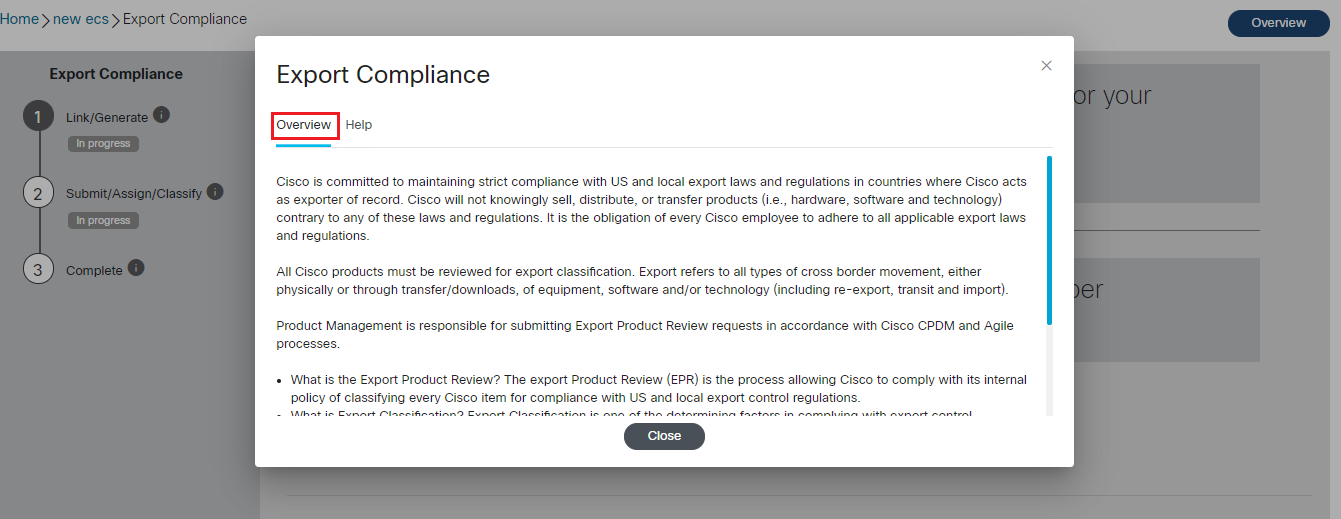 Home > new ecs > Export Compliance
Overview
Export Compliance
1
Link/Generate
In progress
2
Submit/Assign/Classify
In progress
3
Complete
or your
Export Compliance
Overview Help
Cisco is committed to maintaining strict compliance with US and local export laws and regulations in countries where Cisco acts
as exporter of record. Cisco will not knowingly sell, distribute, or transfer products (i.e., hardware, software and technology)
contrary to any of these laws and regulations. It is the obligation of every Cisco employee to adhere to all applicable export laws
and regulations.
All Cisco products must be reviewed for export classification. Export refers to all types of cross border movement, either
physically or through transfer/downloads, of equipment, software and/or technology (including re-export, transit and import).
Product Management is responsible for submitting Export Product Review requests in accordance with Cisco CPDM and Agile
processes.
• What is the Export Product Review? The export Product Review (EPR) is the process allowing Cisco to comply with its internal
policy of classifying every Cisco item for compliance with US and local export control regulations.
• What is Export Classification? Export Classification is one of the determining factors in complying with export control
Close